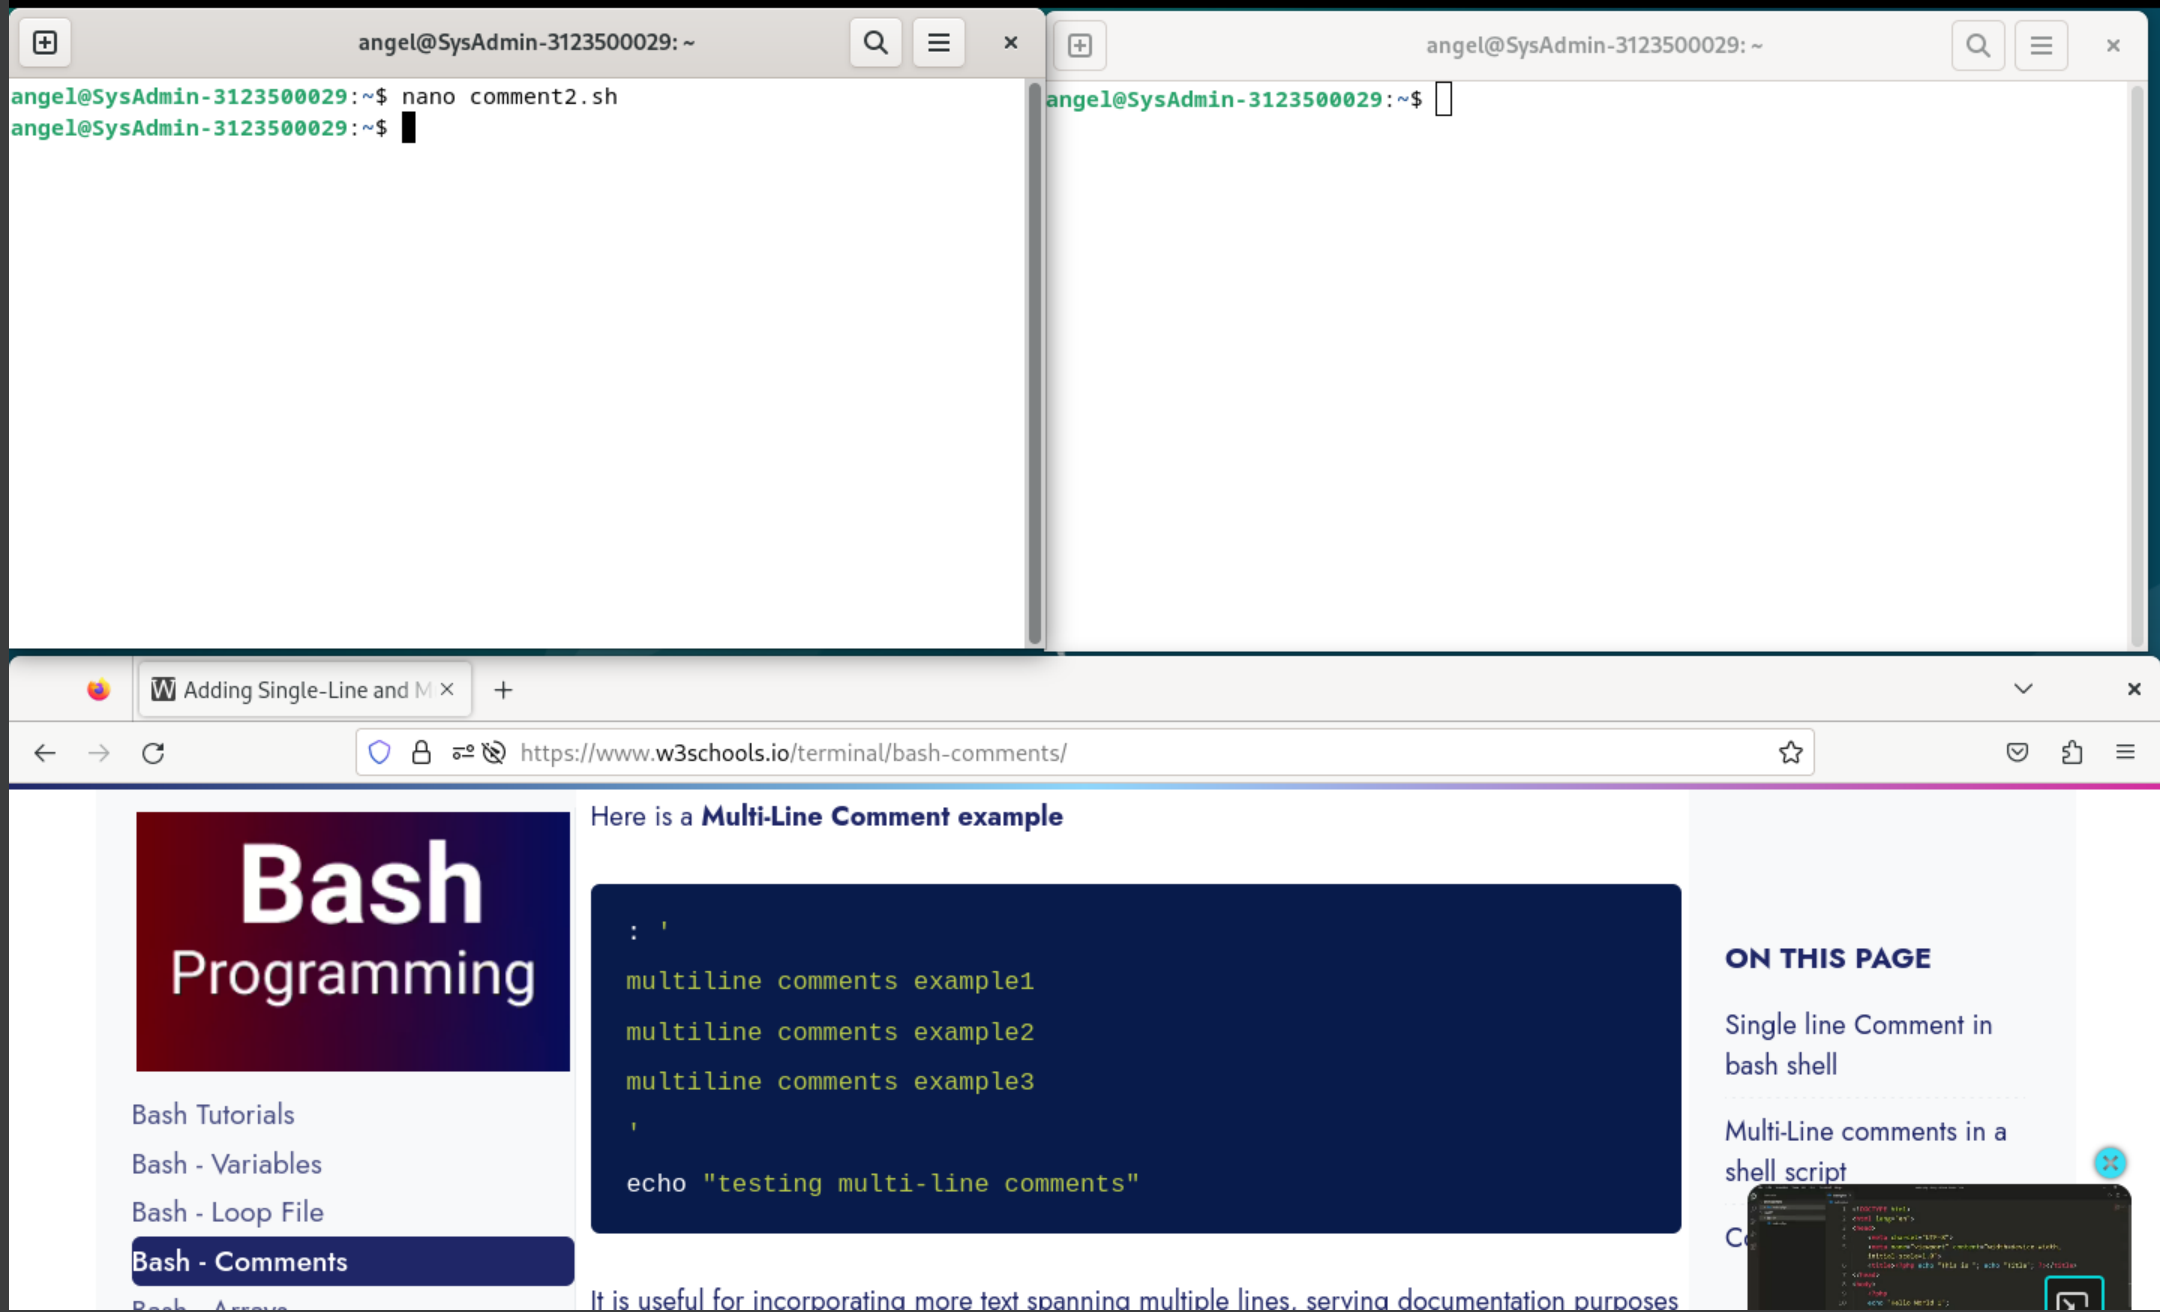 angel@SysAdmin-3123500029: ~
angel@SysAdmin-3123500029:~$ nano comment2.sh
angel@SysAdmin-3123500029:~$
angel@SysAdmin-3123500029: ~
angel@SysAdmin-3123500029:~$
Adding Single-Line and M
https://www.w3schools.io/terminal/bash-comments/
Bash
Programming
Bash Tutorials
Bash - Variables
Bash - Loop File
Bash - Comments
Bash - Arrays
Here is a Multi-Line Comment example
: '
multiline comments example1
multiline comments example2
multiline comments example3
'
echo "testing multi-line comments"
It is useful for incorporating more text spanning multiple lines, serving documentation purposes
ON THIS PAGE
Single line Comment in
bash shell
Multi-Line comments in a
shell script